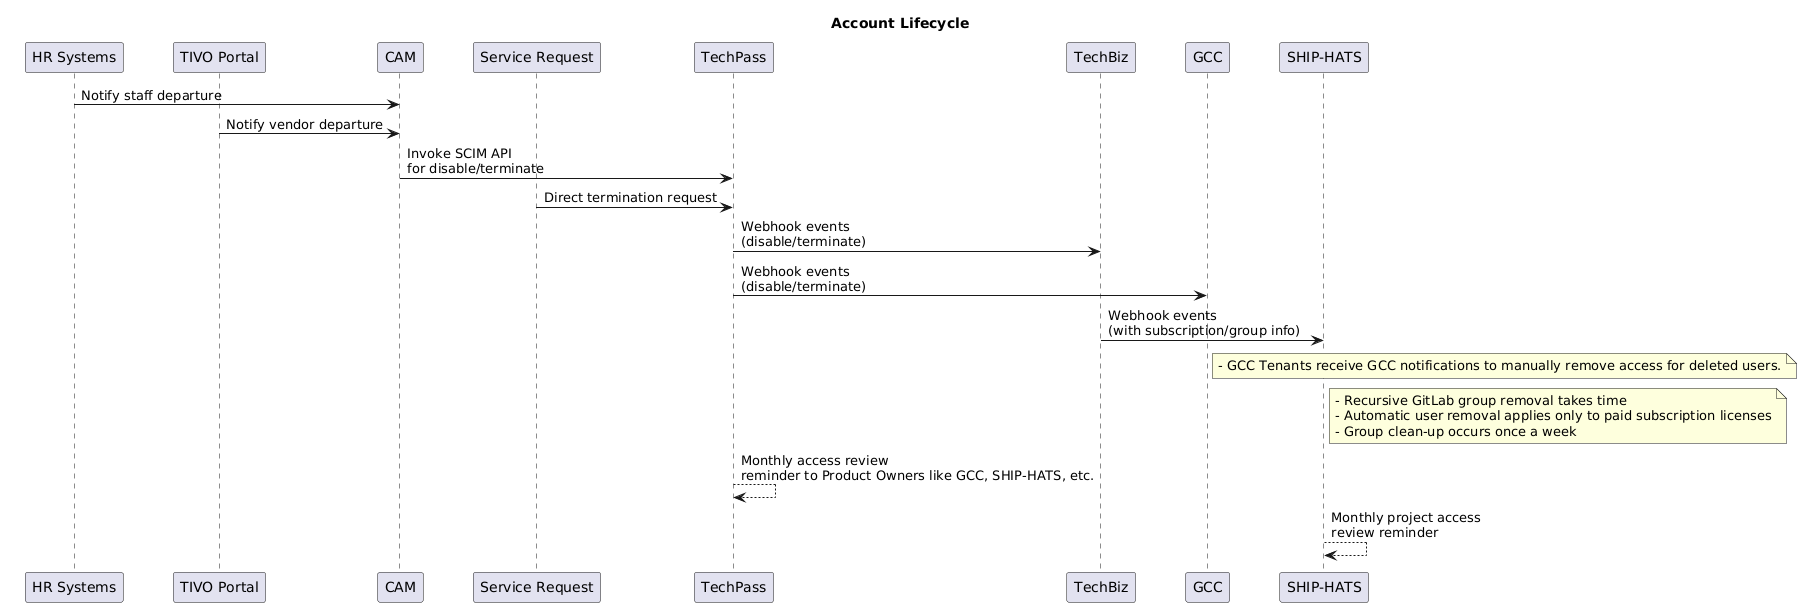 Account Lifecycle
HR Systems
TIVO Portal
CAM
Service Request
TechPass
TechBiz
GCC
SHIP-HATS
Notify staff departure
Notify vendor departure
Invoke SCIM API
for disable/terminate
Direct termination request
Webhook events
(disable/terminate)
Webhook events
(disable/terminate)
Webhook events
(with subscription/group info)
- GCC Tenants receive GCC notifications to manually remove access for deleted users.
- Recursive GitLab group removal takes time
- Automatic user removal applies only to paid subscription licenses
- Group clean-up occurs once a week
Monthly access review
reminder to Product Owners like GCC, SHIP-HATS, etc.
Monthly project access
review reminder
HR Systems
TIVO Portal
CAM
Service Request
TechPass
TechBiz
GCC
SHIP-HATS